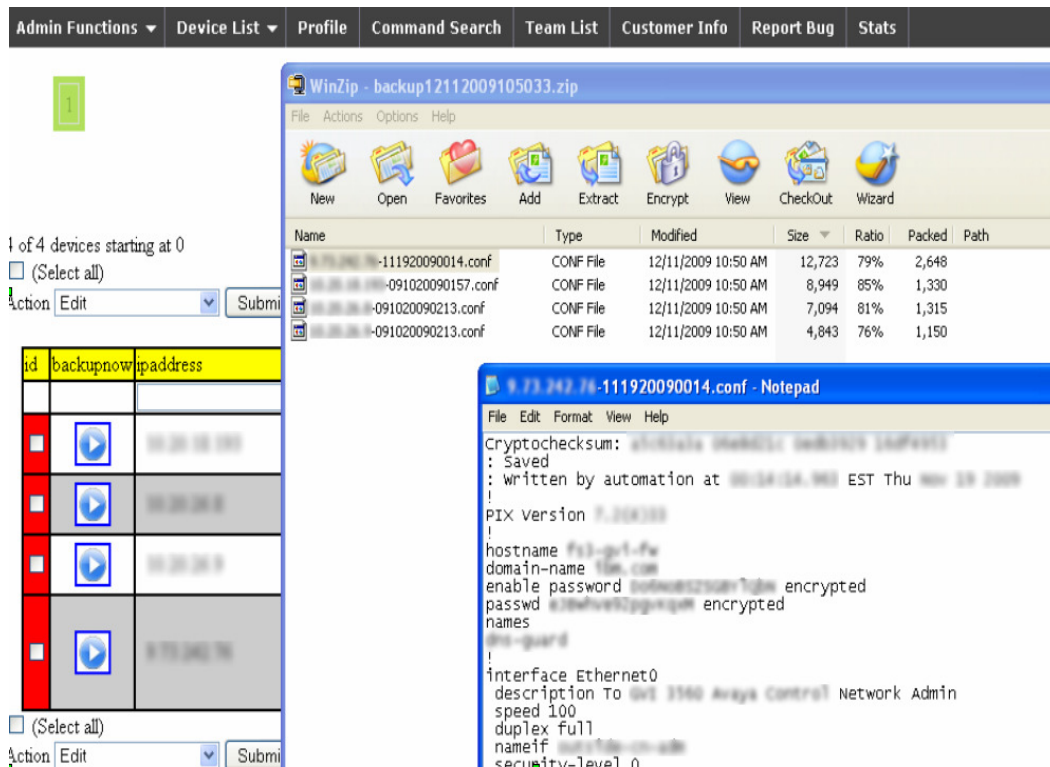 Admin Functions ▾ Device List ▾ Profile Command Search Team List Customer Info Report Bug Stats
1
WinZip - backup12112009105033.zip
File Actions Options Help
New Open Favorites Add Extract Encrypt View CheckOut Wizard
Name Type Modified Size Ratio Packed Path
-111920090014.conf CONF File 12/11/2009 10:50 AM 12,723 79% 2,648
-091020090157.conf CONF File 12/11/2009 10:50 AM 8,949 85% 1,330
-091020090213.conf CONF File 12/11/2009 10:50 AM 7,094 81% 1,315
-091020090213.conf CONF File 12/11/2009 10:50 AM 4,843 76% 1,150
of 4 devices starting at 0
(Select all)
Action Edit Submi
id backupnow ipaddress
(Select all)
Action Edit Submi
-111920090014.conf - Notepad
File Edit Format View Help
Cryptochecksum:
: Saved
: Written by automation at EST Thu
!
PIX Version
!
hostname
domain-name
enable password encrypted
passwd encrypted
names
!
interface Ethernet0
description To Network Admin
speed 100
duplex full
nameif
security-level 0